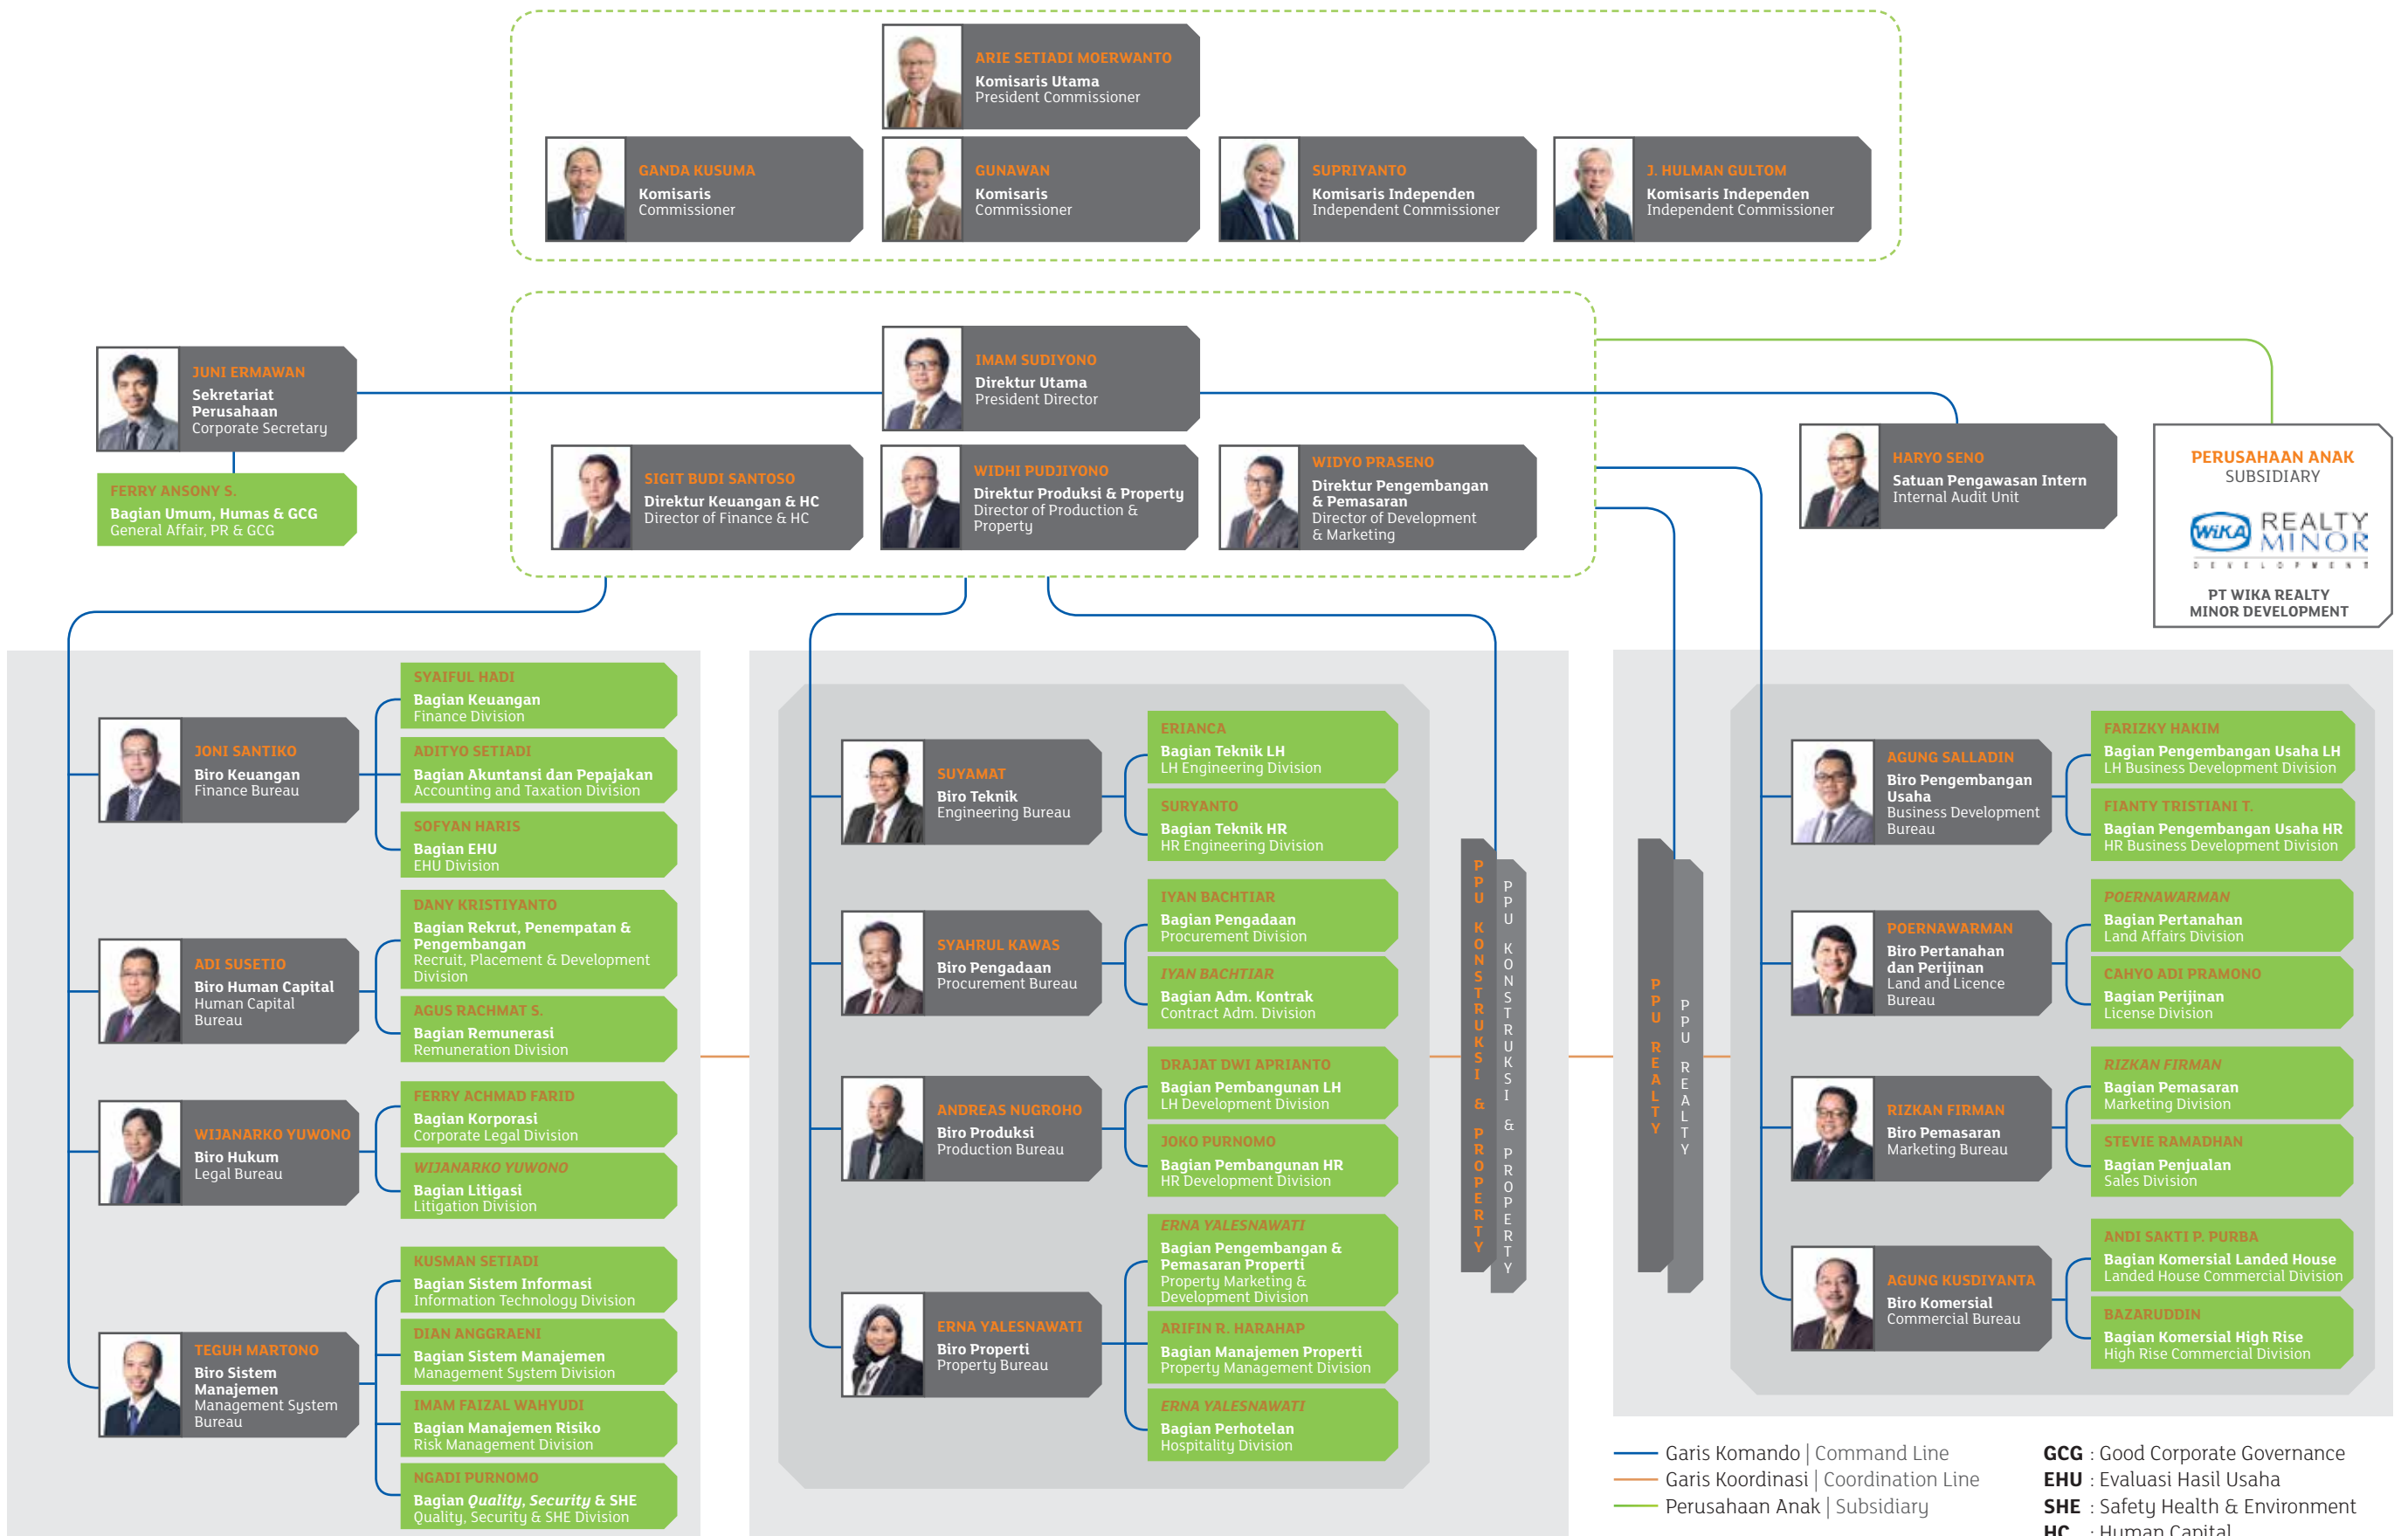 ARIE SETIADI MOERWANTO
Komisaris Utama
President Commissioner
GANDA KUSUMA
Komisaris
Commissioner
GUNAWAN
Komisaris
Commissioner
SUPRIYANTO
Komisaris Independen
Independent Commissioner
J. HULMAN GULTOM
Komisaris Independen
Independent Commissioner
JUNI ERMAWAN
Sekretariat
Perusahaan
Corporate Secretary
FERRY ANSONY S.
Bagian Umum, Humas & GCG
General Affair, PR & GCG
IMAM SUDIYONO
Direktur Utama
President Director
SIGIT BUDI SANTOSO
Direktur Keuangan & HC
Director of Finance & HC
WIDHI PUDJIYONO
Direktur Produksi & Property
Director of Production &
Property
WIDYO PRASENO
Direktur Pengembangan
& Pemasaran
Director of Development
& Marketing
HARYO SENO
Satuan Pengawasan Intern
Internal Audit Unit
PERUSAHAAN ANAK
SUBSIDIARY
WiKA REALTY
MINOR
DEVELOPMENT
PT WIKA REALTY
MINOR DEVELOPMENT
JONI SANTIKO
Biro Keuangan
Finance Bureau
SYAIFUL HADI
Bagian Keuangan
Finance Division
ADITYO SETIADI
Bagian Akuntansi dan Pepajakan
Accounting and Taxation Division
SOFYAN HARIS
Bagian EHU
EHU Division
ADI SUSETIO
Biro Human Capital
Human Capital
Bureau
DANY KRISTIYANTO
Bagian Rekrut, Penempatan &
Pengembangan
Recruit, Placement & Development
Division
AGUS RACHMAT S.
Bagian Remunerasi
Remuneration Division
WIJANARKO YUWONO
Biro Hukum
Legal Bureau
FERRY ACHMAD FARID
Bagian Korporasi
Corporate Legal Division
WIJANARKO YUWONO
Bagian Litigasi
Litigation Division
TEGUH MARTONO
Biro Sistem
Manajemen
Management System
Bureau
KUSMAN SETIADI
Bagian Sistem Informasi
Information Technology Division
DIAN ANGGRAENI
Bagian Sistem Manajemen
Management System Division
IMAM FAIZAL WAHYUDI
Bagian Manajemen Risiko
Risk Management Division
NGADI PURNOMO
Bagian Quality, Security & SHE
Quality, Security & SHE Division
SUYAMAT
Biro Teknik
Engineering Bureau
ERIANCA
Bagian Teknik LH
LH Engineering Division
SURYANTO
Bagian Teknik HR
HR Engineering Division
SYAHRUL KAWAS
Biro Pengadaan
Procurement Bureau
IYAN BACHTIAR
Bagian Pengadaan
Procurement Division
IYAN BACHTIAR
Bagian Adm. Kontrak
Contract Adm. Division
ANDREAS NUGROHO
Biro Produksi
Production Bureau
DRAJAT DWI APRIANTO
Bagian Pembangunan LH
LH Development Division
JOKO PURNOMO
Bagian Pembangunan HR
HR Development Division
ERNA YALESNAWATI
Biro Properti
Property Bureau
ERNA YALESNAWATI
Bagian Pengembangan &
Pemasaran Properti
Property Marketing &
Development Division
ARIFIN R. HARAHAP
Bagian Manajemen Properti
Property Management Division
ERNA YALESNAWATI
Bagian Perhotelan
Hospitality Division
PPU KONSTRUKSI & PROPERTY
PPU KONSTRUKSI & PROPERTY
PPU REALTY
PPU REALTY
AGUNG SALLADIN
Biro Pengembangan
Usaha
Business Development
Bureau
FARIZKY HAKIM
Bagian Pengembangan Usaha LH
LH Business Development Division
FIANTY TRISTIANI T.
Bagian Pengembangan Usaha HR
HR Business Development Division
POERNAWARMAN
Biro Pertanahan
dan Perijinan
Land and Licence
Bureau
POERNAWARMAN
Bagian Pertanahan
Land Affairs Division
CAHYO ADI PRAMONO
Bagian Perijinan
License Division
RIZKAN FIRMAN
Biro Pemasaran
Marketing Bureau
RIZKAN FIRMAN
Bagian Pemasaran
Marketing Division
STEVIE RAMADHAN
Bagian Penjualan
Sales Division
AGUNG KUSDIYANTA
Biro Komersial
Commercial Bureau
ANDI SAKTI P. PURBA
Bagian Komersial Landed House
Landed House Commercial Division
BAZARUDDIN
Bagian Komersial High Rise
High Rise Commercial Division
Garis Komando | Command Line
Garis Koordinasi | Coordination Line
Perusahaan Anak | Subsidiary
GCG : Good Corporate Governance
EHU : Evaluasi Hasil Usaha
SHE : Safety Health & Environment
HC : Human Capital